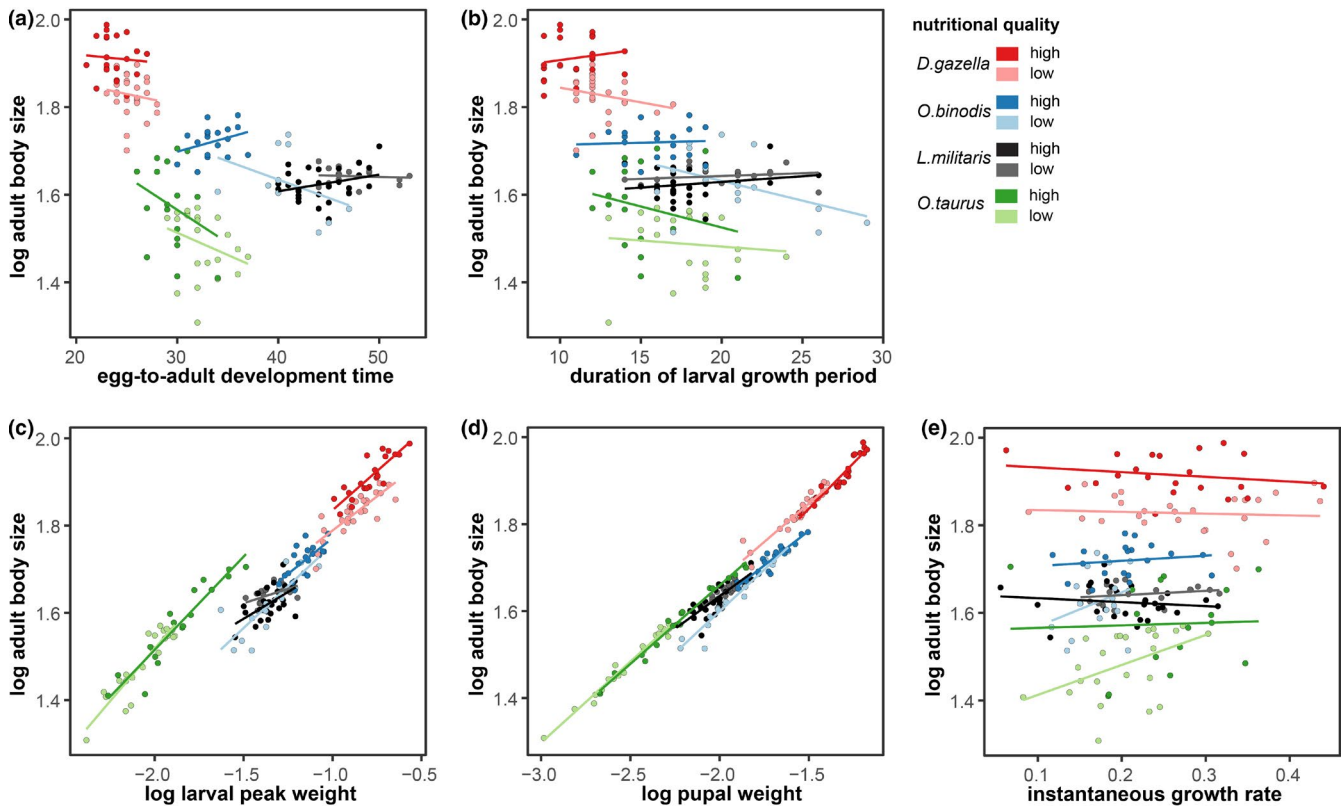 (a)
2.0
1.8
1.6
1.4
log adult body size
20 30 40 50
egg-to-adult development time
(b)
2.0
1.8
1.6
1.4
log adult body size
10 15 20 25 30
duration of larval growth period
nutritional quality
D.gazella high
low
O.binodis high
low
L.militaris high
low
O.taurus high
low
(c)
2.0
1.8
1.6
1.4
log adult body size
−2.0 −1.5 −1.0 −0.5
log larval peak weight
(d)
2.0
1.8
1.6
1.4
log adult body size
−3.0 −2.5 −2.0 −1.5
log pupal weight
(e)
2.0
1.8
1.6
1.4
log adult body size
0.1 0.2 0.3 0.4
instantaneous growth rate